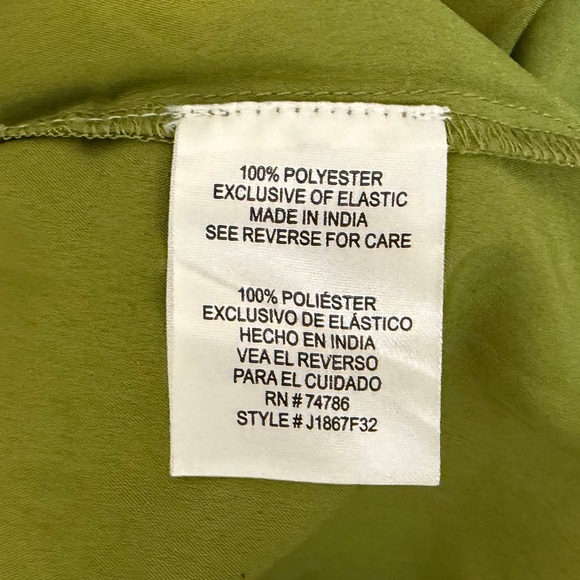 100% POLYESTER
EXCLUSIVE OF ELASTIC
MADE IN INDIA
SEE REVERSE FOR CARE
100% POLIÉSTER
EXCLUSIVO DE ELÁSTICO
HECHO EN INDIA
VEA EL REVERSO
PARA EL CUIDADO
RN # 74786
STYLE # J1867F32